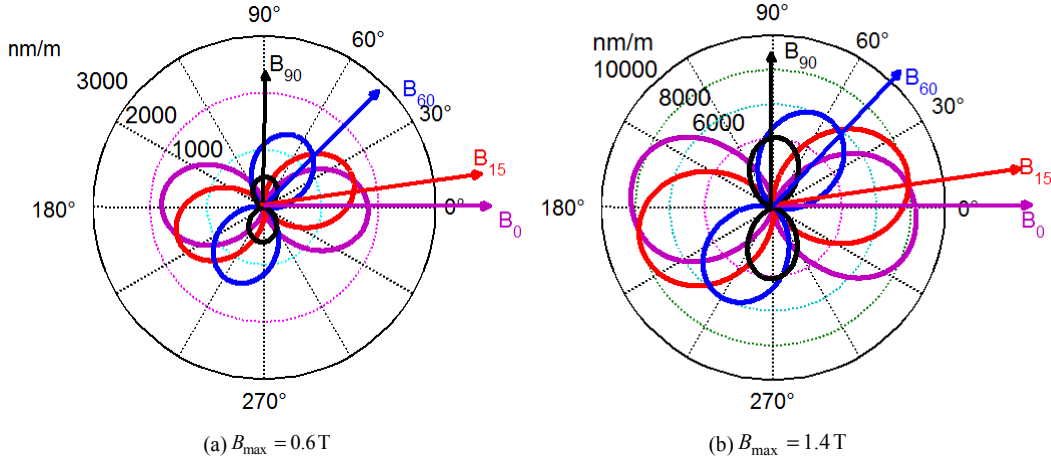 90°
nm/m
60°
3000
B90
2000
B60
30°
1000
B15
180°
0°
B0
270°
(a) Bmax = 0.6 T
90°
nm/m
60°
10000
B90
B60
8000
30°
6000
B15
180°
0°
B0
270°
(b) Bmax = 1.4 T